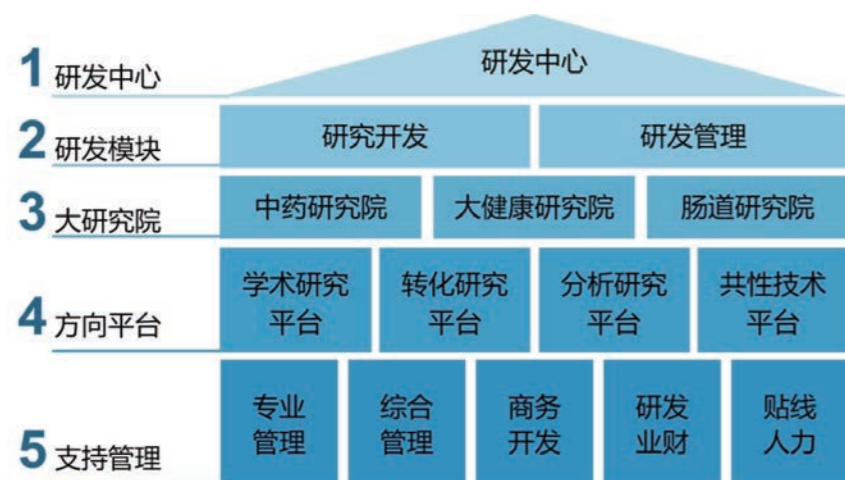 1 研发中心
研发中心
2 研发模块
研究开发
研发管理
3 大研究院
中药研究院
大健康研究院
肠道研究院
4 方向平台
学术研究
平台
转化研究
平台
分析研究
平台
共性技术
平台
5 支持管理
专业
管理
综合
管理
商务
开发
研发
业财
贴线
人力